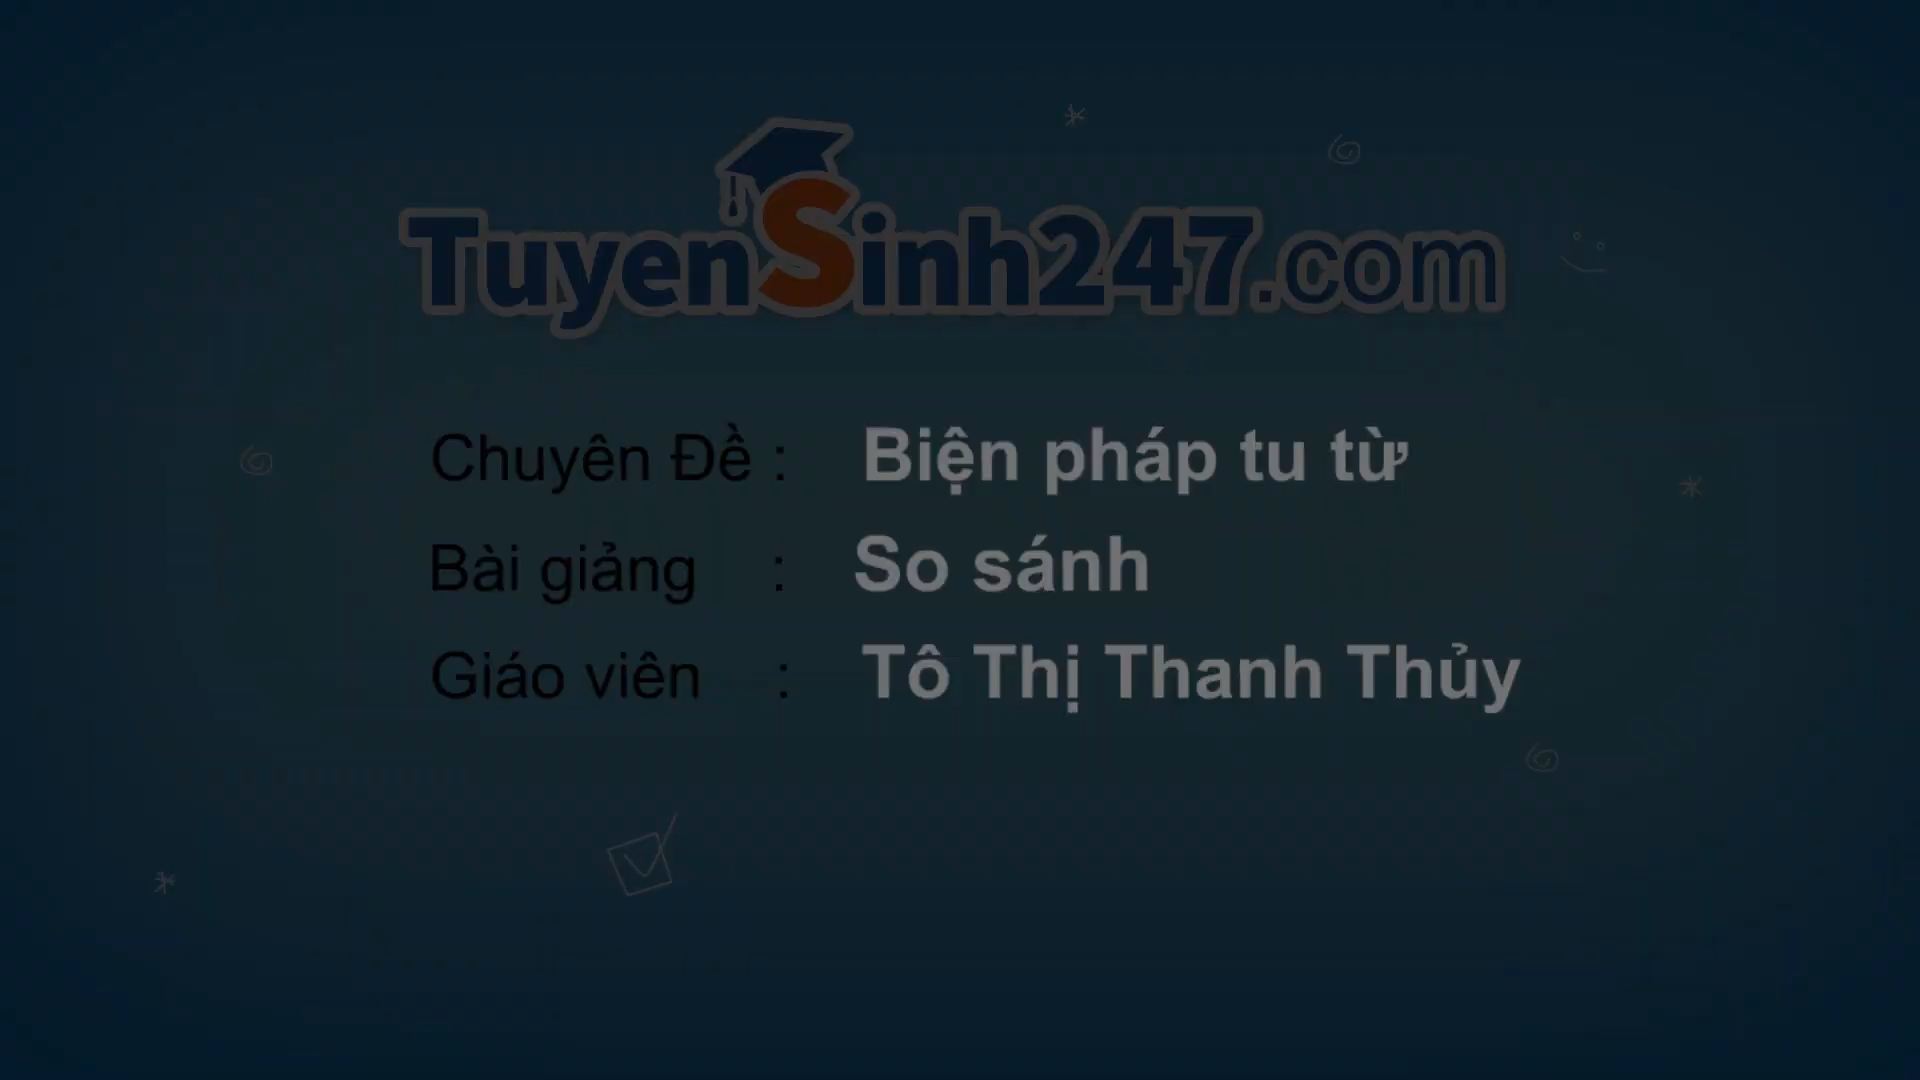 TuyenSinh247.com
Chuyên Đề : Biện pháp tu từ
Bài giảng : So sánh
Giáo viên : Tô Thị Thanh Thủy